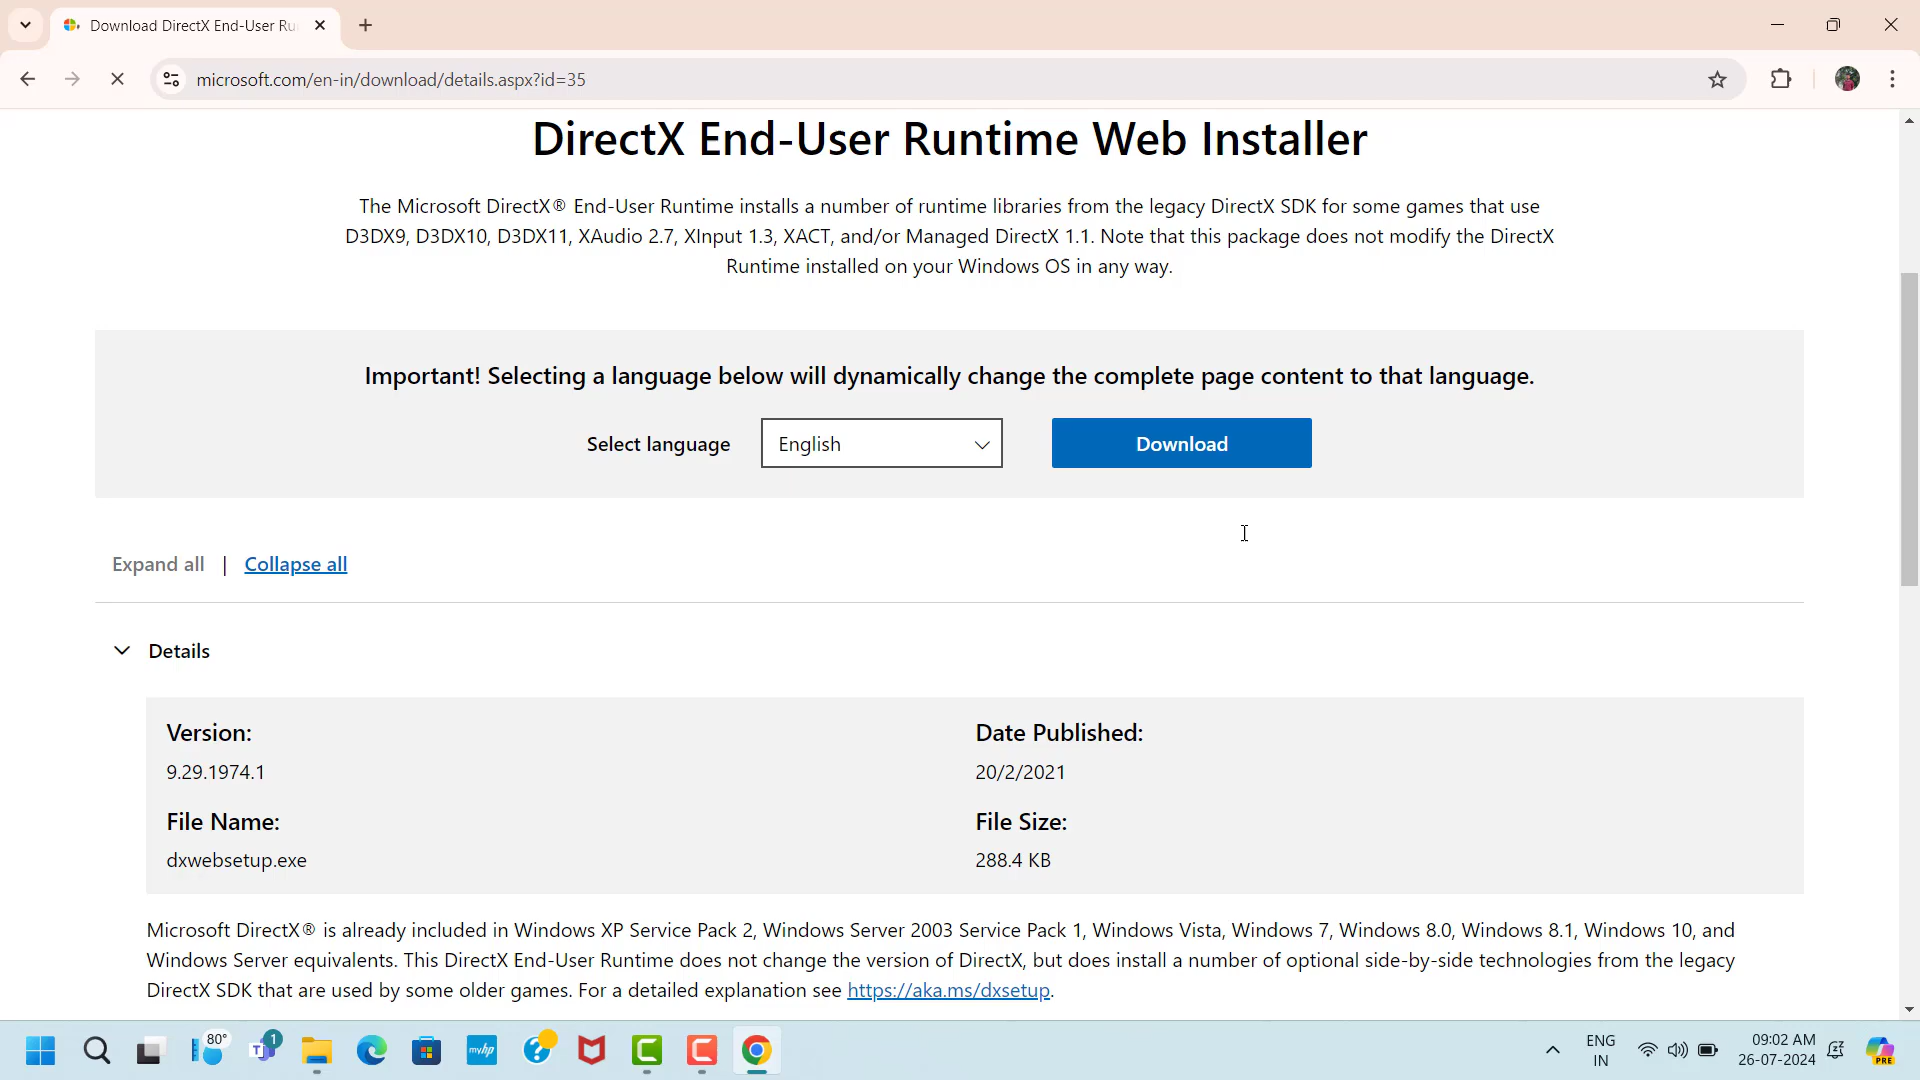 Download DirectX End-User Ru
microsoft.com/en-in/download/details.aspx?id=35
DirectX End-User Runtime Web Installer
The Microsoft DirectX® End-User Runtime installs a number of runtime libraries from the legacy DirectX SDK for some games that use
D3DX9, D3DX10, D3DX11, XAudio 2.7, XInput 1.3, XACT, and/or Managed DirectX 1.1. Note that this package does not modify the DirectX
Runtime installed on your Windows OS in any way.
Important! Selecting a language below will dynamically change the complete page content to that language.
Select language English Download
Expand all | Collapse all
Details
Version: Date Published:
9.29.1974.1 20/2/2021
File Name: File Size:
dxwebsetup.exe 288.4 KB
Microsoft DirectX® is already included in Windows XP Service Pack 2, Windows Server 2003 Service Pack 1, Windows Vista, Windows 7, Windows 8.0, Windows 8.1, Windows 10, and
Windows Server equivalents. This DirectX End-User Runtime does not change the version of DirectX, but does install a number of optional side-by-side technologies from the legacy
DirectX SDK that are used by some older games. For a detailed explanation see https://aka.ms/dxsetup.
80° 1 myhp ENG 09:02 AM
IN 26-07-2024 PRE